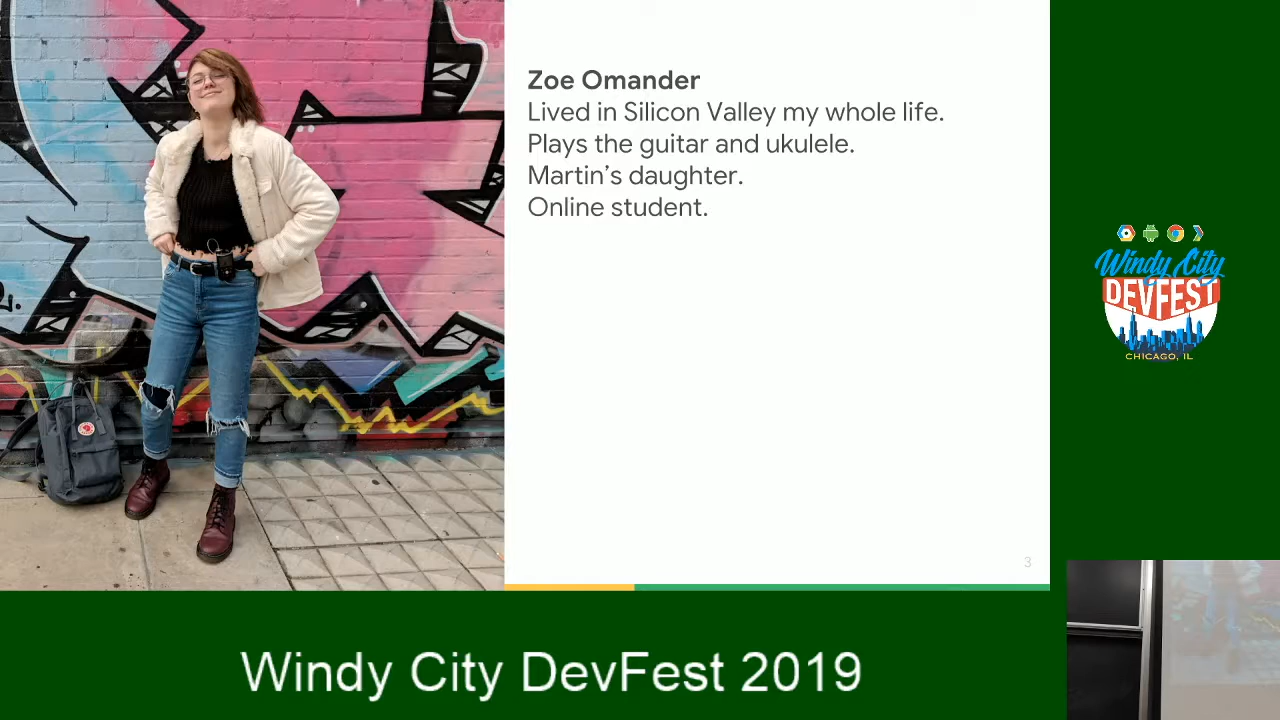 Zoe Omander
Lived in Silicon Valley my whole life.
Plays the guitar and ukulele.
Martin's daughter.
Online student.
3
Windy City
DEVFEST
CHICAGO, IL
Windy City DevFest 2019